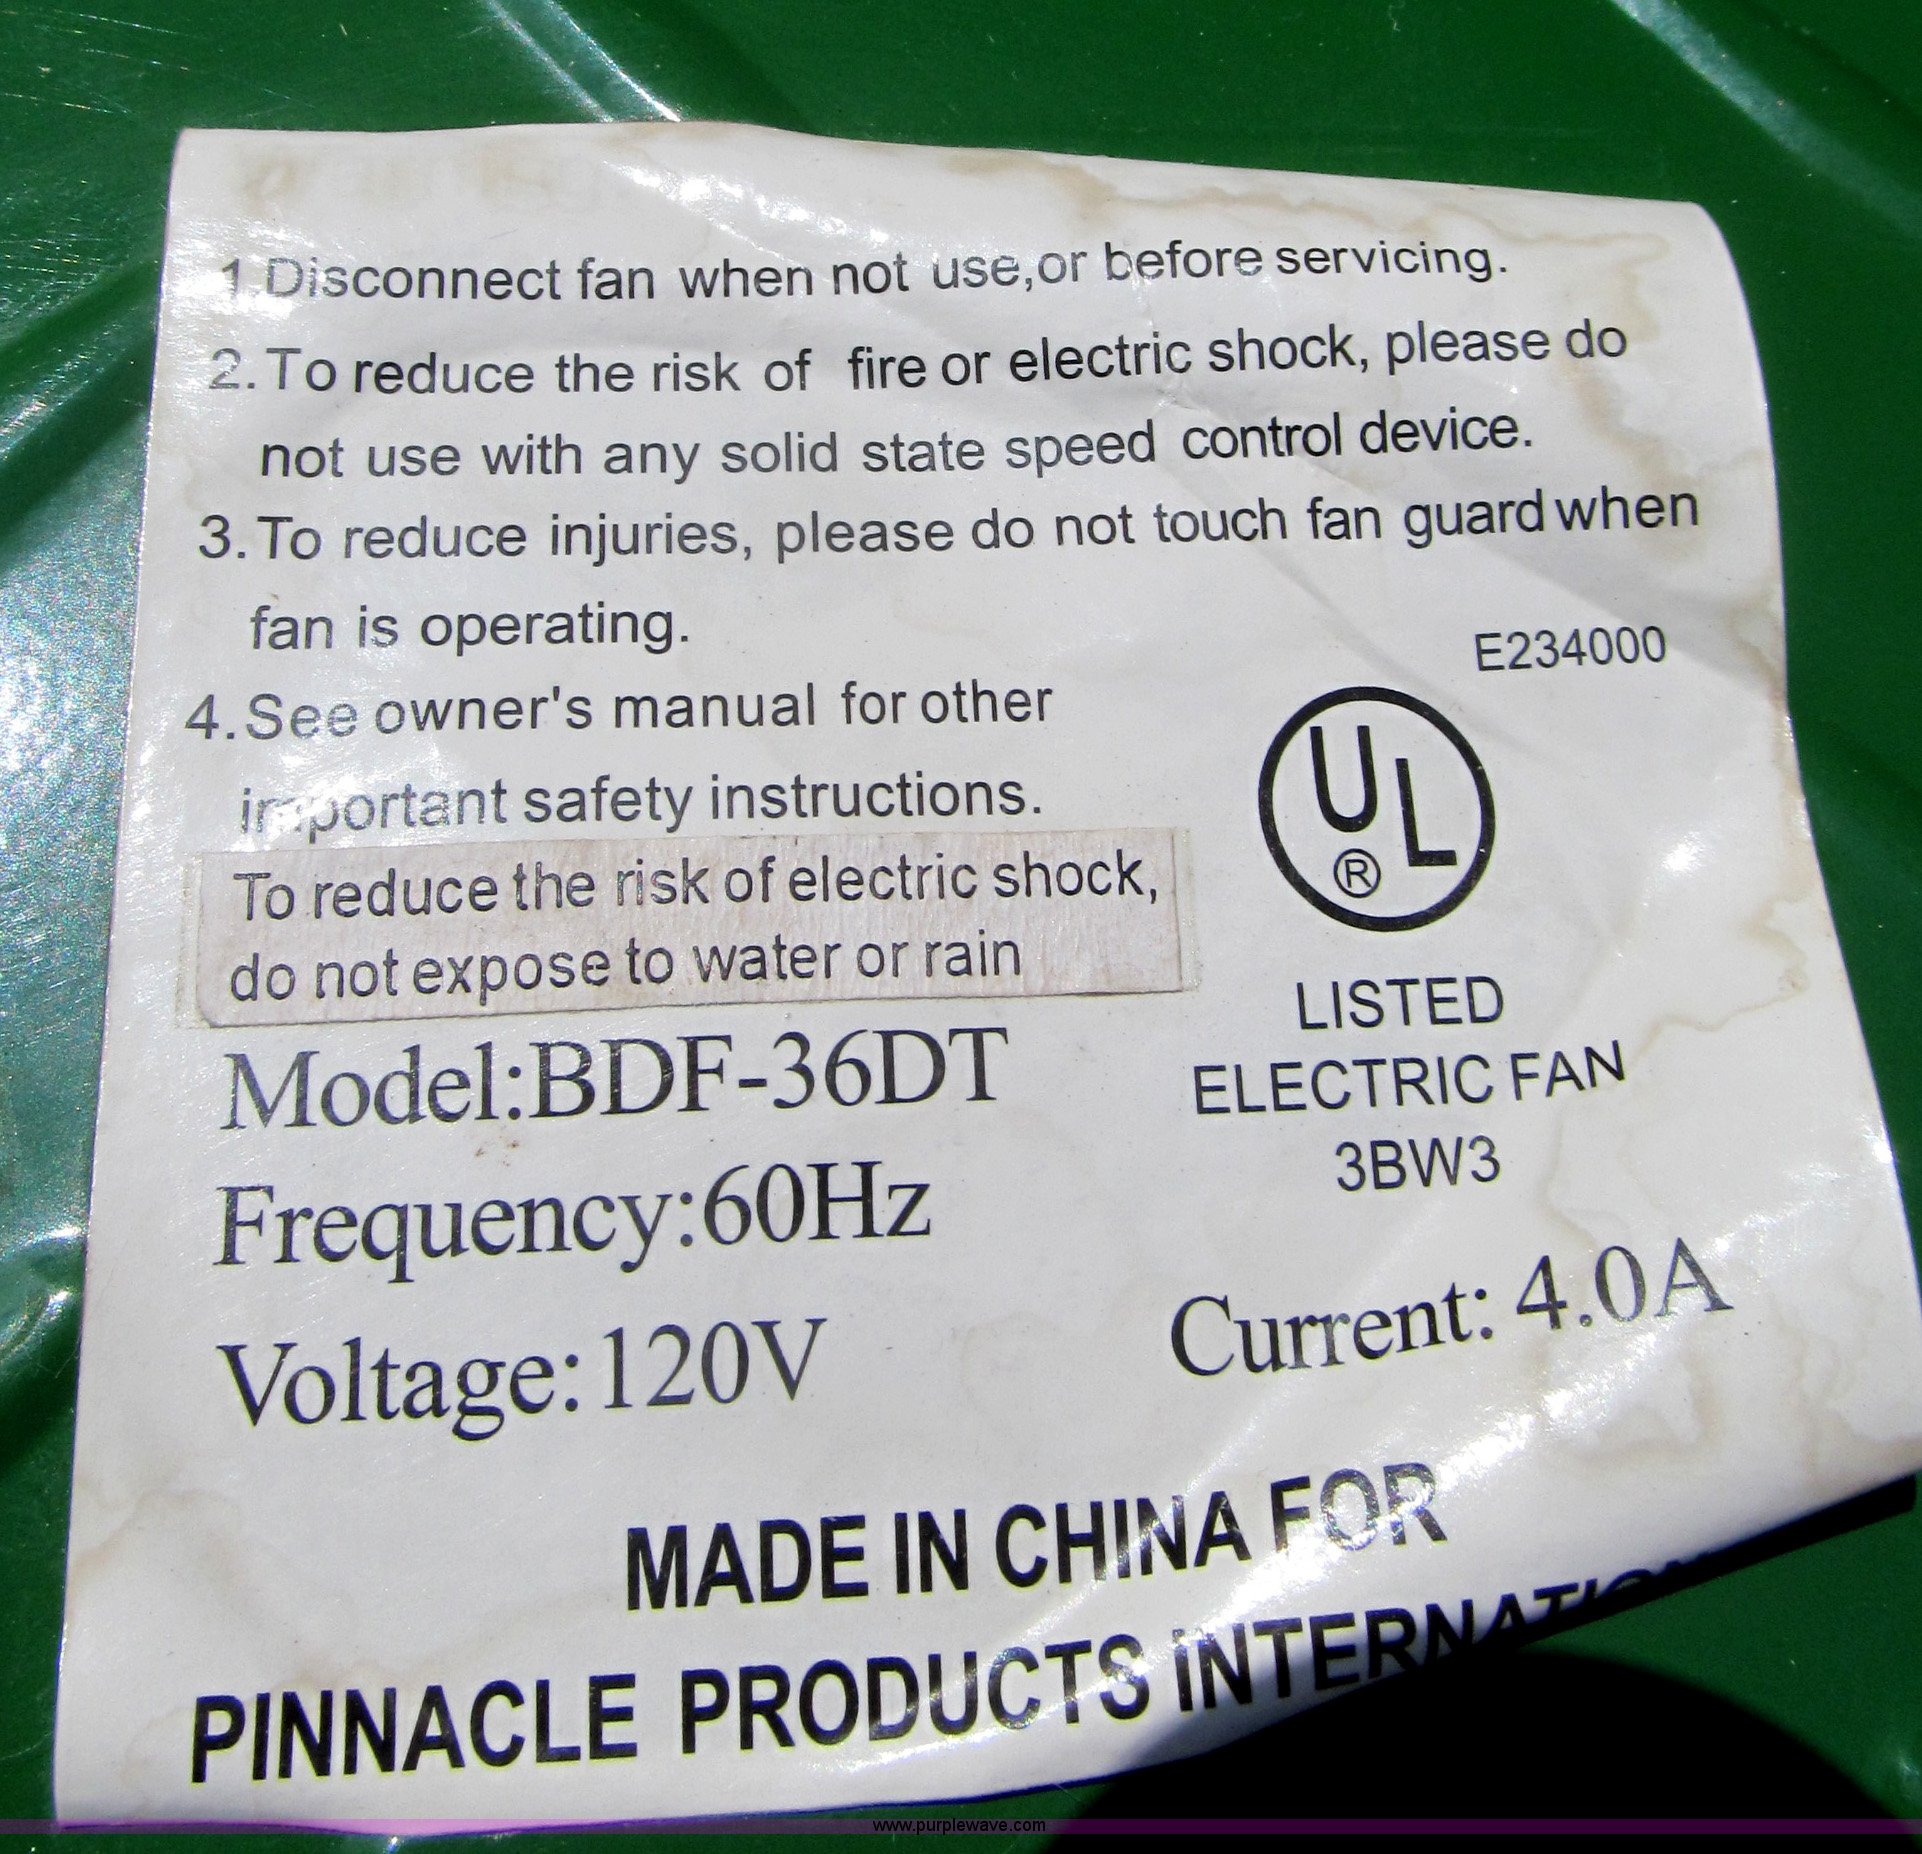 1.Disconnect fan when not use,or before servicing.
2.To reduce the risk of fire or electric shock, please do
not use with any solid state speed control device.
3.To reduce injuries, please do not touch fan guard when
fan is operating.
E234000
4.See owner's manual for other
important safety instructions.
UL
®
To reduce the risk of electric shock,
do not expose to water or rain
LISTED
ELECTRIC FAN
3BW3
Model:BDF-36DT
Frequency:60Hz
Voltage:120V
Current: 4.0A
MADE IN CHINA FOR
PINNACLE PRODUCTS
www.purplewave.com